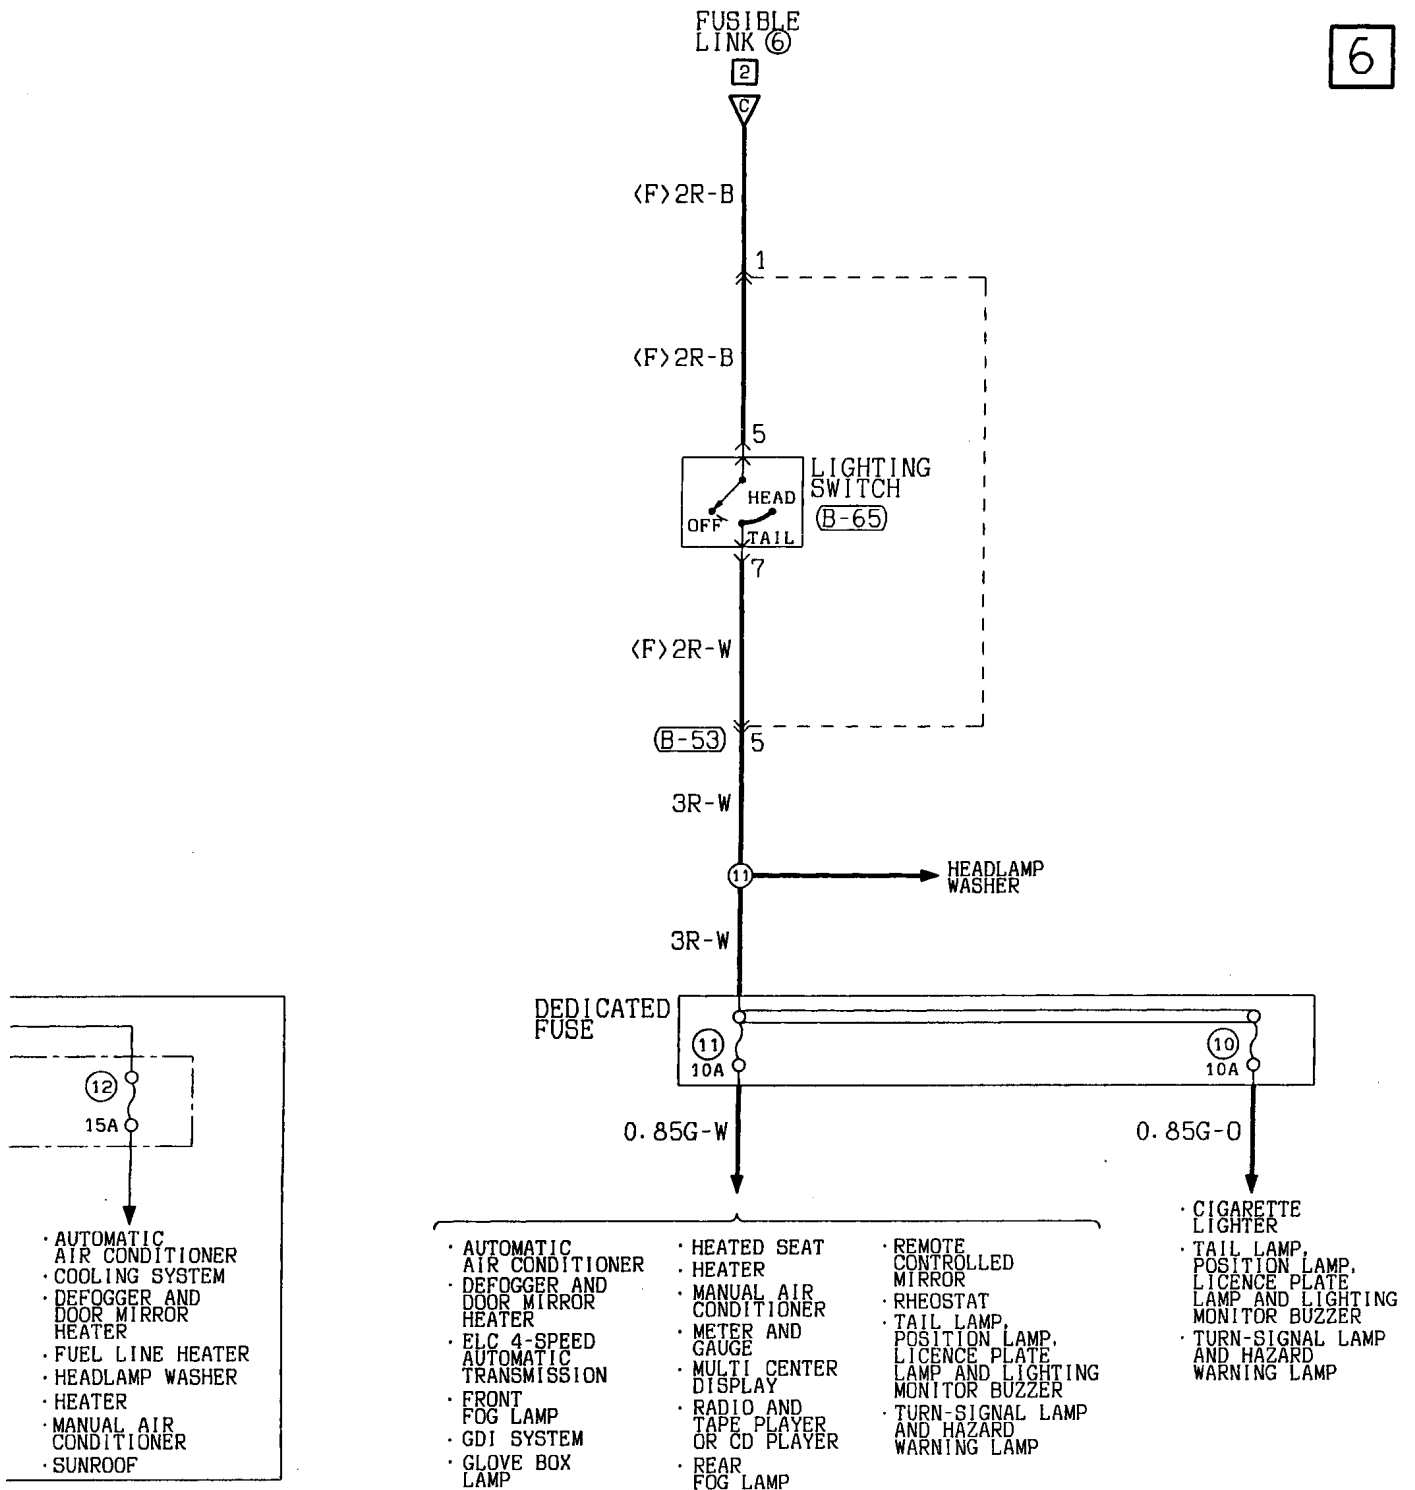 FUSIBLE
LINK ⑥
6
2
C
<F>2R-B
1
<F>2R-B
5
LIGHTING
SWITCH
HEAD
OFF
TAIL
B-65
7
<F>2R-W
B-53
5
3R-W
11
HEADLAMP
WASHER
3R-W
DEDICATED
FUSE
11
10A
10
10A
12
15A
0.85G-W
0.85G-O
· AUTOMATIC
AIR CONDITIONER
· COOLING SYSTEM
· DEFOGGER AND
DOOR MIRROR
HEATER
· FUEL LINE HEATER
· HEADLAMP WASHER
· HEATER
· MANUAL AIR
CONDITIONER
· SUNROOF
· AUTOMATIC
AIR CONDITIONER
· DEFOGGER AND
DOOR MIRROR
HEATER
· ELC 4-SPEED
AUTOMATIC
TRANSMISSION
· FRONT
FOG LAMP
· GDI SYSTEM
· GLOVE BOX
LAMP
· HEATED SEAT
· HEATER
· MANUAL AIR
CONDITIONER
· METER AND
GAUGE
· MULTI CENTER
DISPLAY
· RADIO AND
TAPE PLAYER
OR CD PLAYER
· REAR
FOG LAMP
· REMOTE
CONTROLLED
MIRROR
· RHEOSTAT
· TAIL LAMP,
POSITION LAMP,
LICENCE PLATE
LAMP AND LIGHTING
MONITOR BUZZER
· TURN-SIGNAL LAMP
AND HAZARD
WARNING LAMP
· CIGARETTE
LIGHTER
· TAIL LAMP,
POSITION LAMP,
LICENCE PLATE
LAMP AND LIGHTING
MONITOR BUZZER
· TURN-SIGNAL LAMP
AND HAZARD
WARNING LAMP